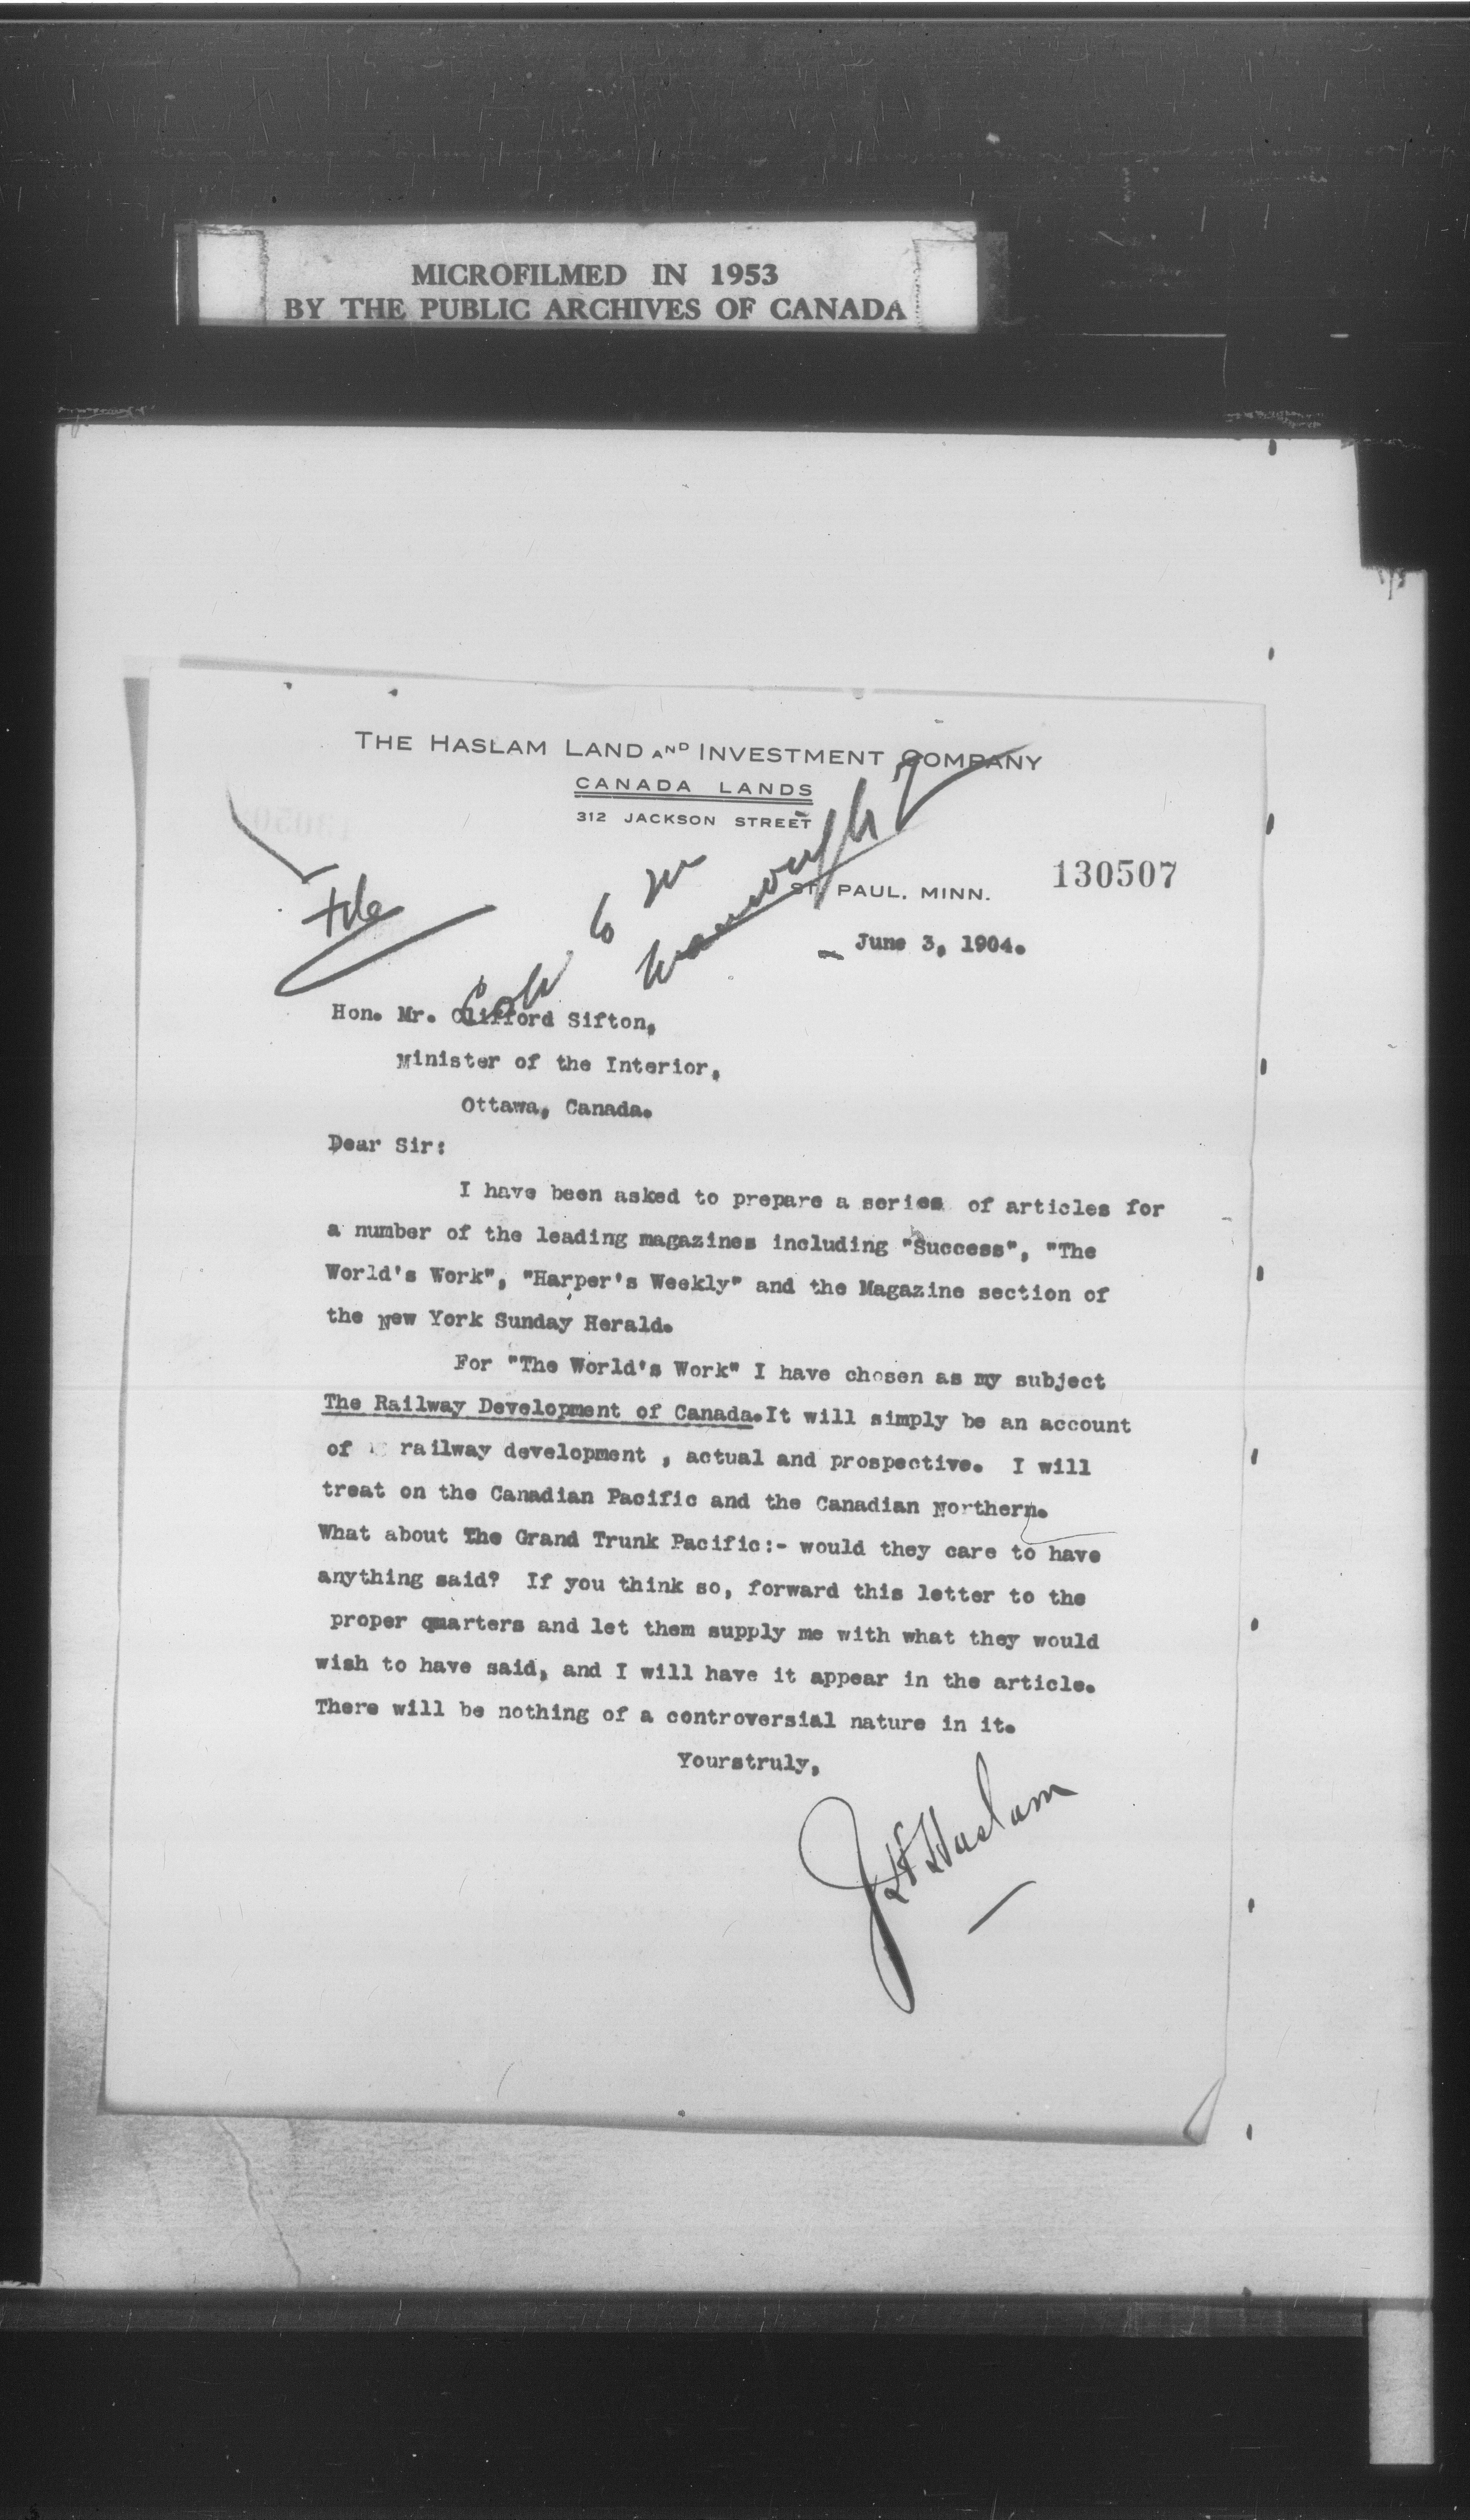 MICROFILMED IN 1953
BY THE PUBLIC ARCHIVES OF CANADA
THE HASLAM LAND AND INVESTMENT COMPANY
CANADA LANDS
312 JACKSON STREET
ST. PAUL, MINN.
130507
File
to Mr
June 3, 1904.
Hon. Mr. Clifford Sifton,
Minister of the Interior,
Ottawa, Canada.
Dear Sir:
I have been asked to prepare a series of articles for
a number of the leading magazines including "Success", "The
World's Work", "Harper's Weekly" and the Magazine section of
the New York Sunday Herald.
For "The World's Work" I have chosen as my subject
The Railway Development of Canada.It will simply be an account
of railway development , actual and prospective. I will
treat on the Canadian Pacific and the Canadian Northern.
What about The Grand Trunk Pacific:- would they care to have
anything said? If you think so, forward this letter to the
proper quarters and let them supply me with what they would
wish to have said, and I will have it appear in the article.
There will be nothing of a controversial nature in it.
Yourstruly,
J H Haslam